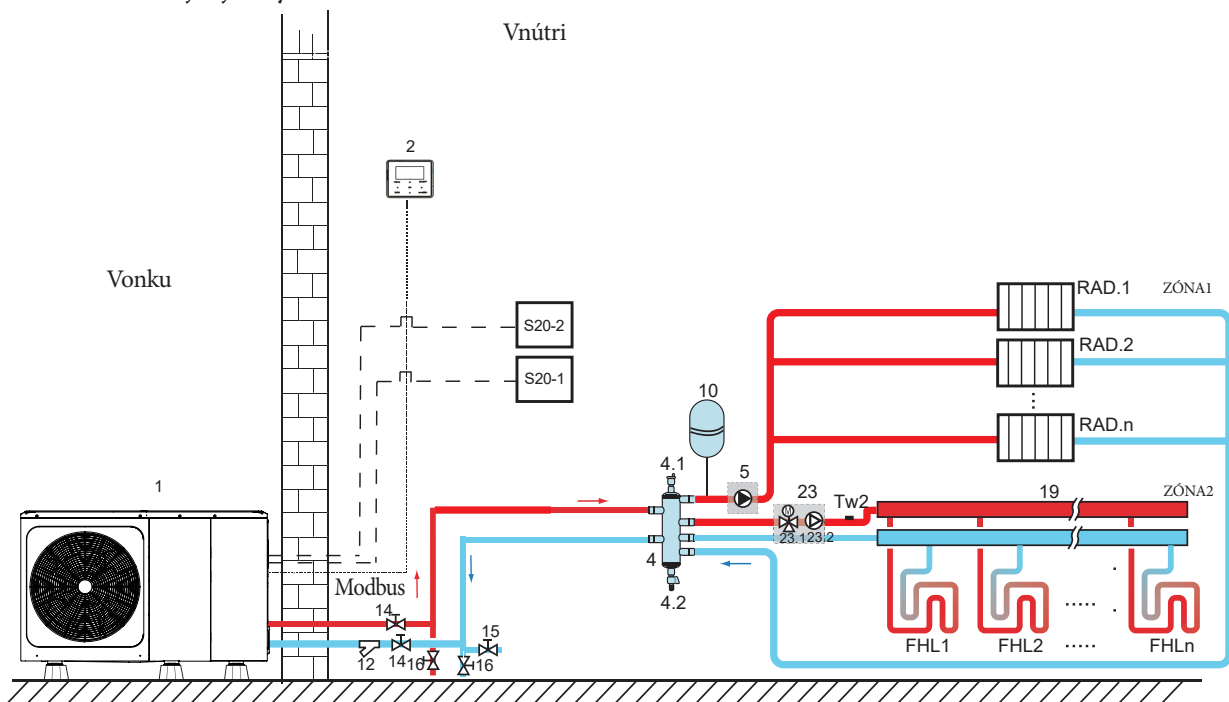 Vnútri
2
Vonku
S20-2
S20-1
RAD.1
ZÓNA1
RAD.2
RAD.n
10
4.1
5
23
Tw2
19
ZÓNA2
M
23.1
23.2
4
4.2
1
Modbus
14
15
12
14
16
16
FHL1
FHL2
.....
FHLn